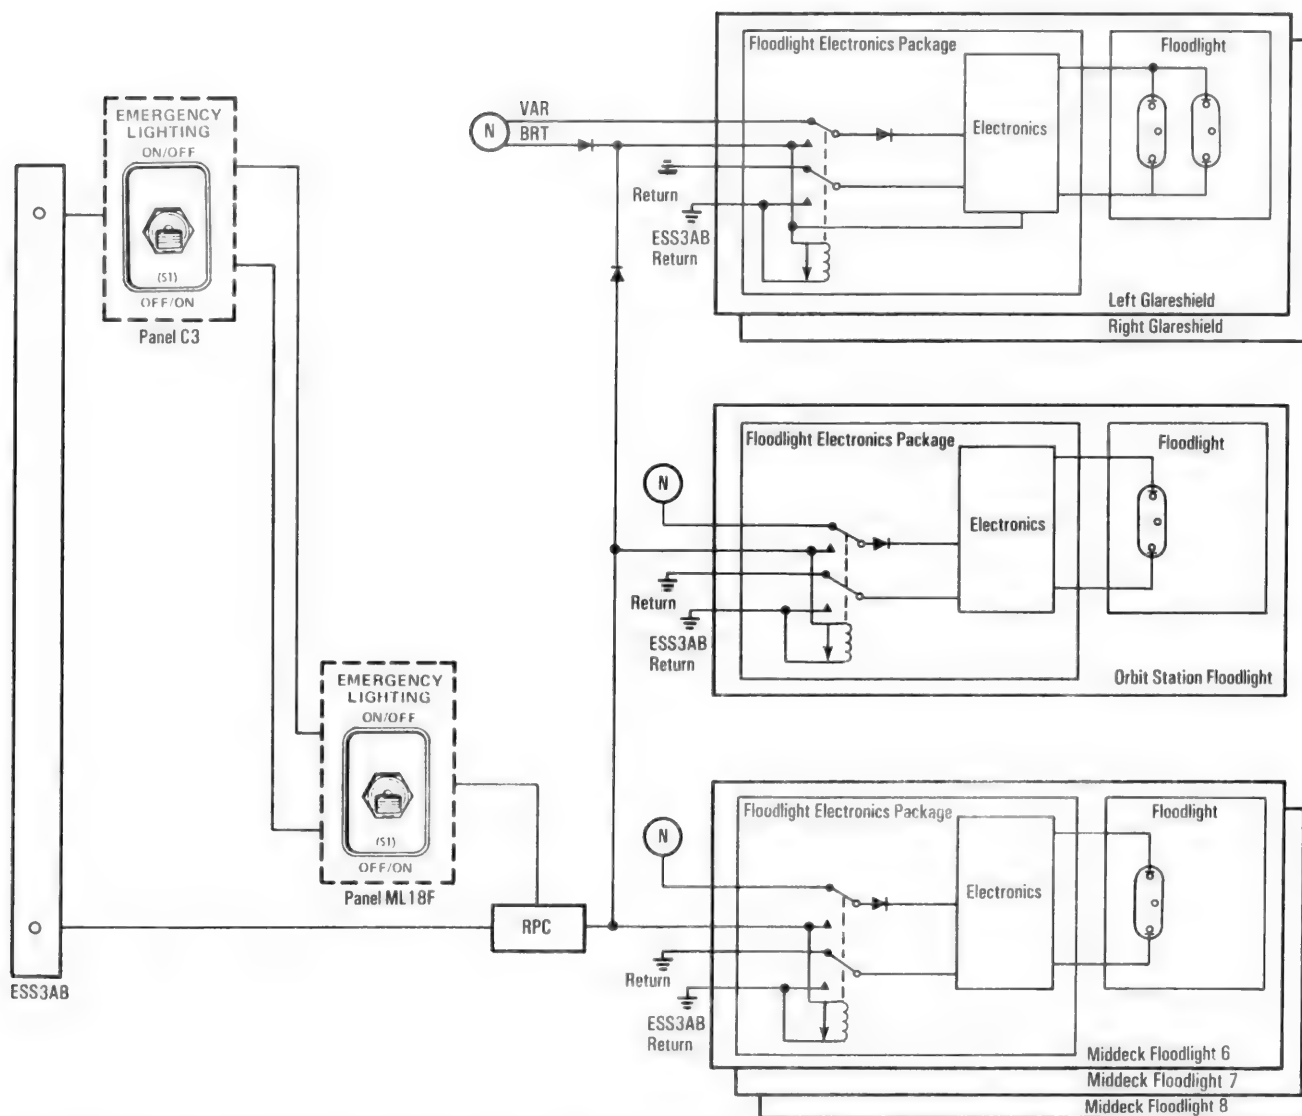 EMERGENCY
LIGHTING
ON/OFF
(S1)
OFF/ON
Panel C3
ESS3AB
EMERGENCY
LIGHTING
ON/OFF
(S1)
OFF/ON
Panel ML18F
RPC
N
VAR
BRT
Return
ESS3AB
Return
Floodlight Electronics Package
Electronics
Floodlight
Left Glareshield
Right Glareshield
N
Return
ESS3AB
Return
Floodlight Electronics Package
Electronics
Floodlight
Orbit Station Floodlight
N
Return
ESS3AB
Return
Floodlight Electronics Package
Electronics
Floodlight
Middeck Floodlight 6
Middeck Floodlight 7
Middeck Floodlight 8